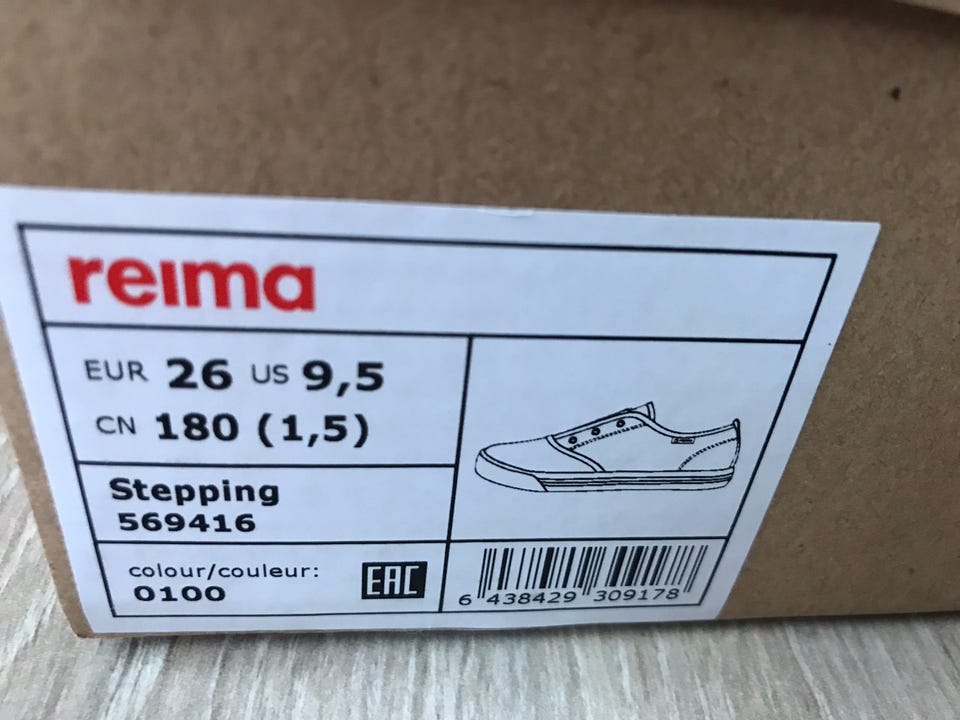 reima
EUR 26 US 9,5
CN 180 (1,5)
Stepping
569416
colour/couleur:
0100
EAC
6 438429 309178